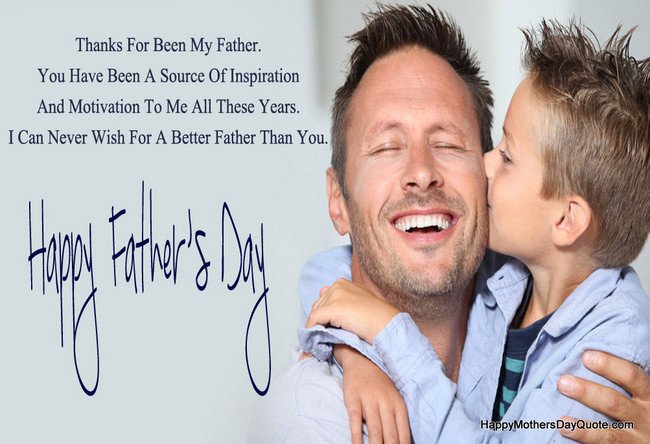 Thanks For Been My Father.
You Have Been A Source Of Inspiration
And Motivation To Me All These Years.
I Can Never Wish For A Better Father Than You.
Happy Father's Day
HappyMothersDayQuote.com